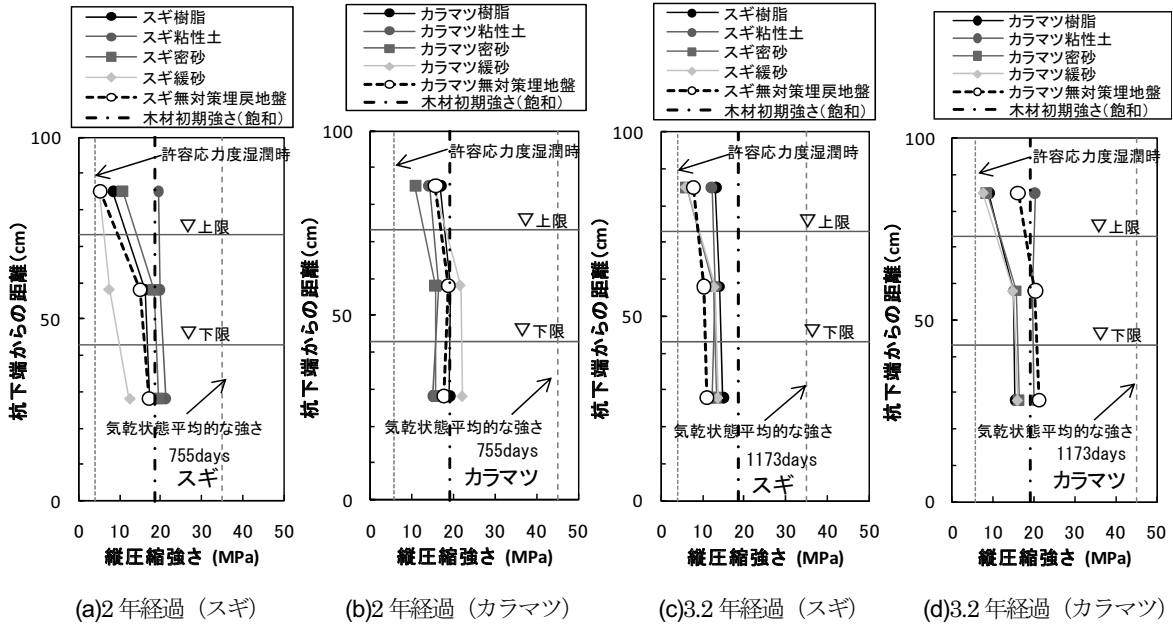 スギ樹脂
スギ粘性土
スギ密砂
スギ緩砂
スギ無対策埋戻地盤
木材初期強さ(飽和)
100
50
0
杭下端からの距離(cm)
許容応力度湿潤時
▽上限
▽下限
気乾状態平均的な強さ
755days
スギ
0 10 20 30 40 50
縦圧縮強さ (MPa)
(a)2 年経過（スギ）
カラマツ樹脂
カラマツ粘性土
カラマツ密砂
カラマツ緩砂
カラマツ無対策埋戻地盤
木材初期強さ(飽和)
100
50
0
杭下端からの距離(cm)
許容応力度湿潤時
▽上限
▽下限
気乾状態平均的な強さ
755days
カラマツ
0 10 20 30 40 50
縦圧縮強さ (MPa)
(b)2 年経過（カラマツ）
スギ樹脂
スギ粘性土
スギ密砂
スギ緩砂
スギ無対策埋戻地盤
木材初期強さ(飽和)
100
50
0
杭下端からの距離(cm)
許容応力度湿潤時
▽上限
▽下限
気乾状態平均的な強さ
1173days
スギ
0 10 20 30 40 50
縦圧縮強さ (MPa)
(c)3.2 年経過（スギ）
カラマツ樹脂
カラマツ粘性土
カラマツ密砂
カラマツ緩砂
カラマツ無対策埋戻地盤
木材初期強さ(飽和)
100
50
0
杭下端からの距離(cm)
許容応力度湿潤時
▽上限
▽下限
気乾状態平均的な強さ
1173days
カラマツ
0 10 20 30 40 50
縦圧縮強さ (MPa)
(d)3.2 年経過（カラマツ）